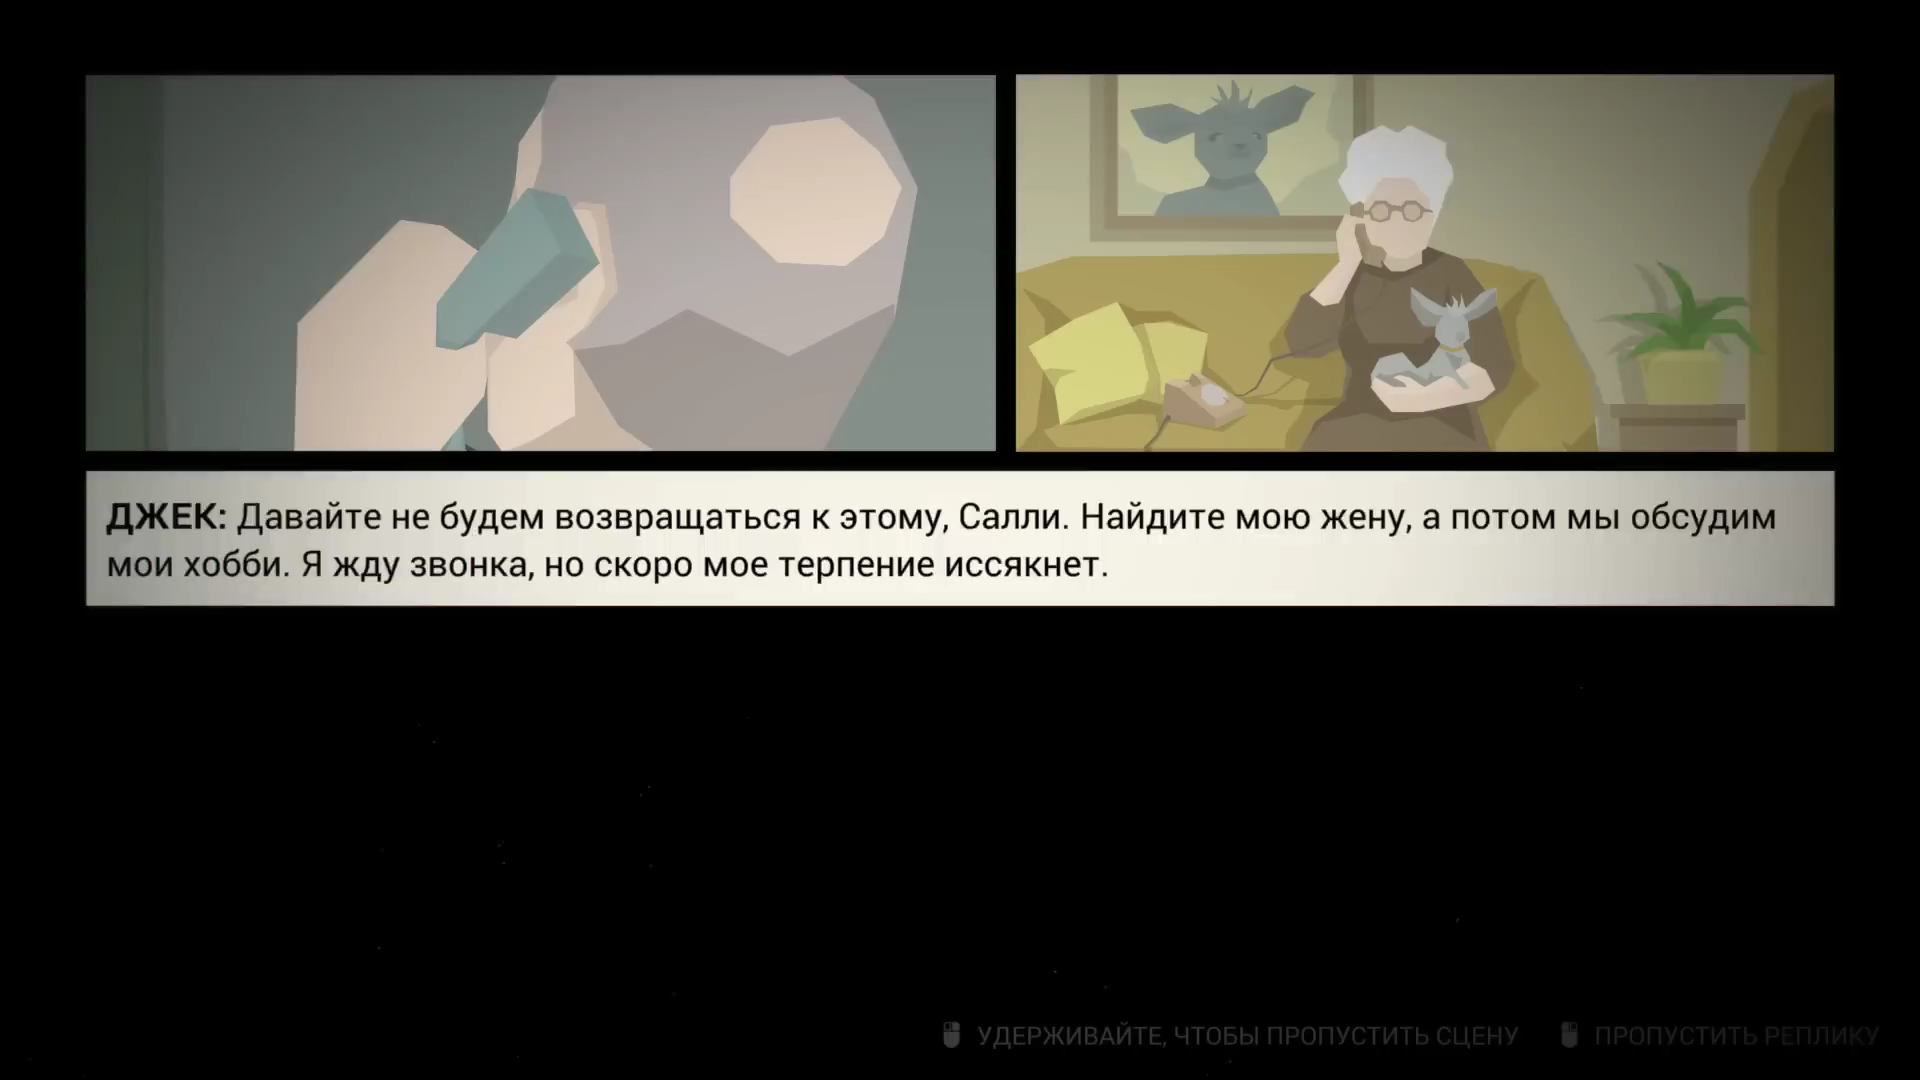 ДЖЕК: Давайте не будем возвращаться к этому, Салли. Найдите мою жену, а потом мы обсудим
мои хобби. Я жду звонка, но скоро мое терпение иссякнет.
УДЕРЖИВАЙТЕ, ЧТОБЫ ПРОПУСТИТЬ СЦЕНУ ПРОПУСТИТЬ РЕПЛИКУ